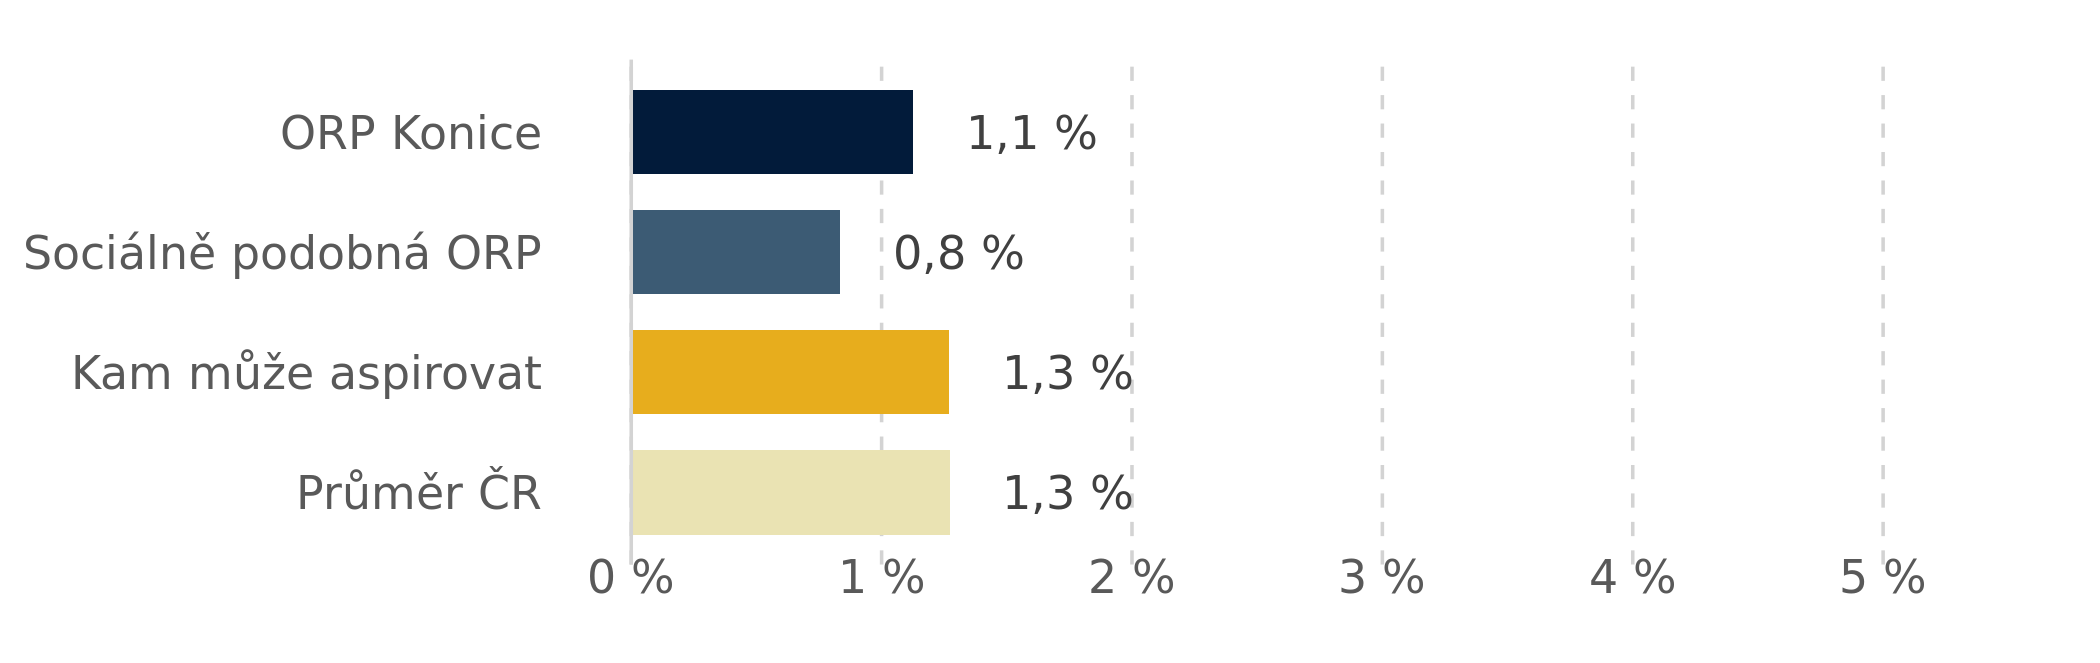 ORP Konice 1,1 %
Sociálně podobná ORP 0,8 %
Kam může aspirovat 1,3 %
Průměr ČR 1,3 %
0 % 1 % 2 % 3 % 4 % 5 %